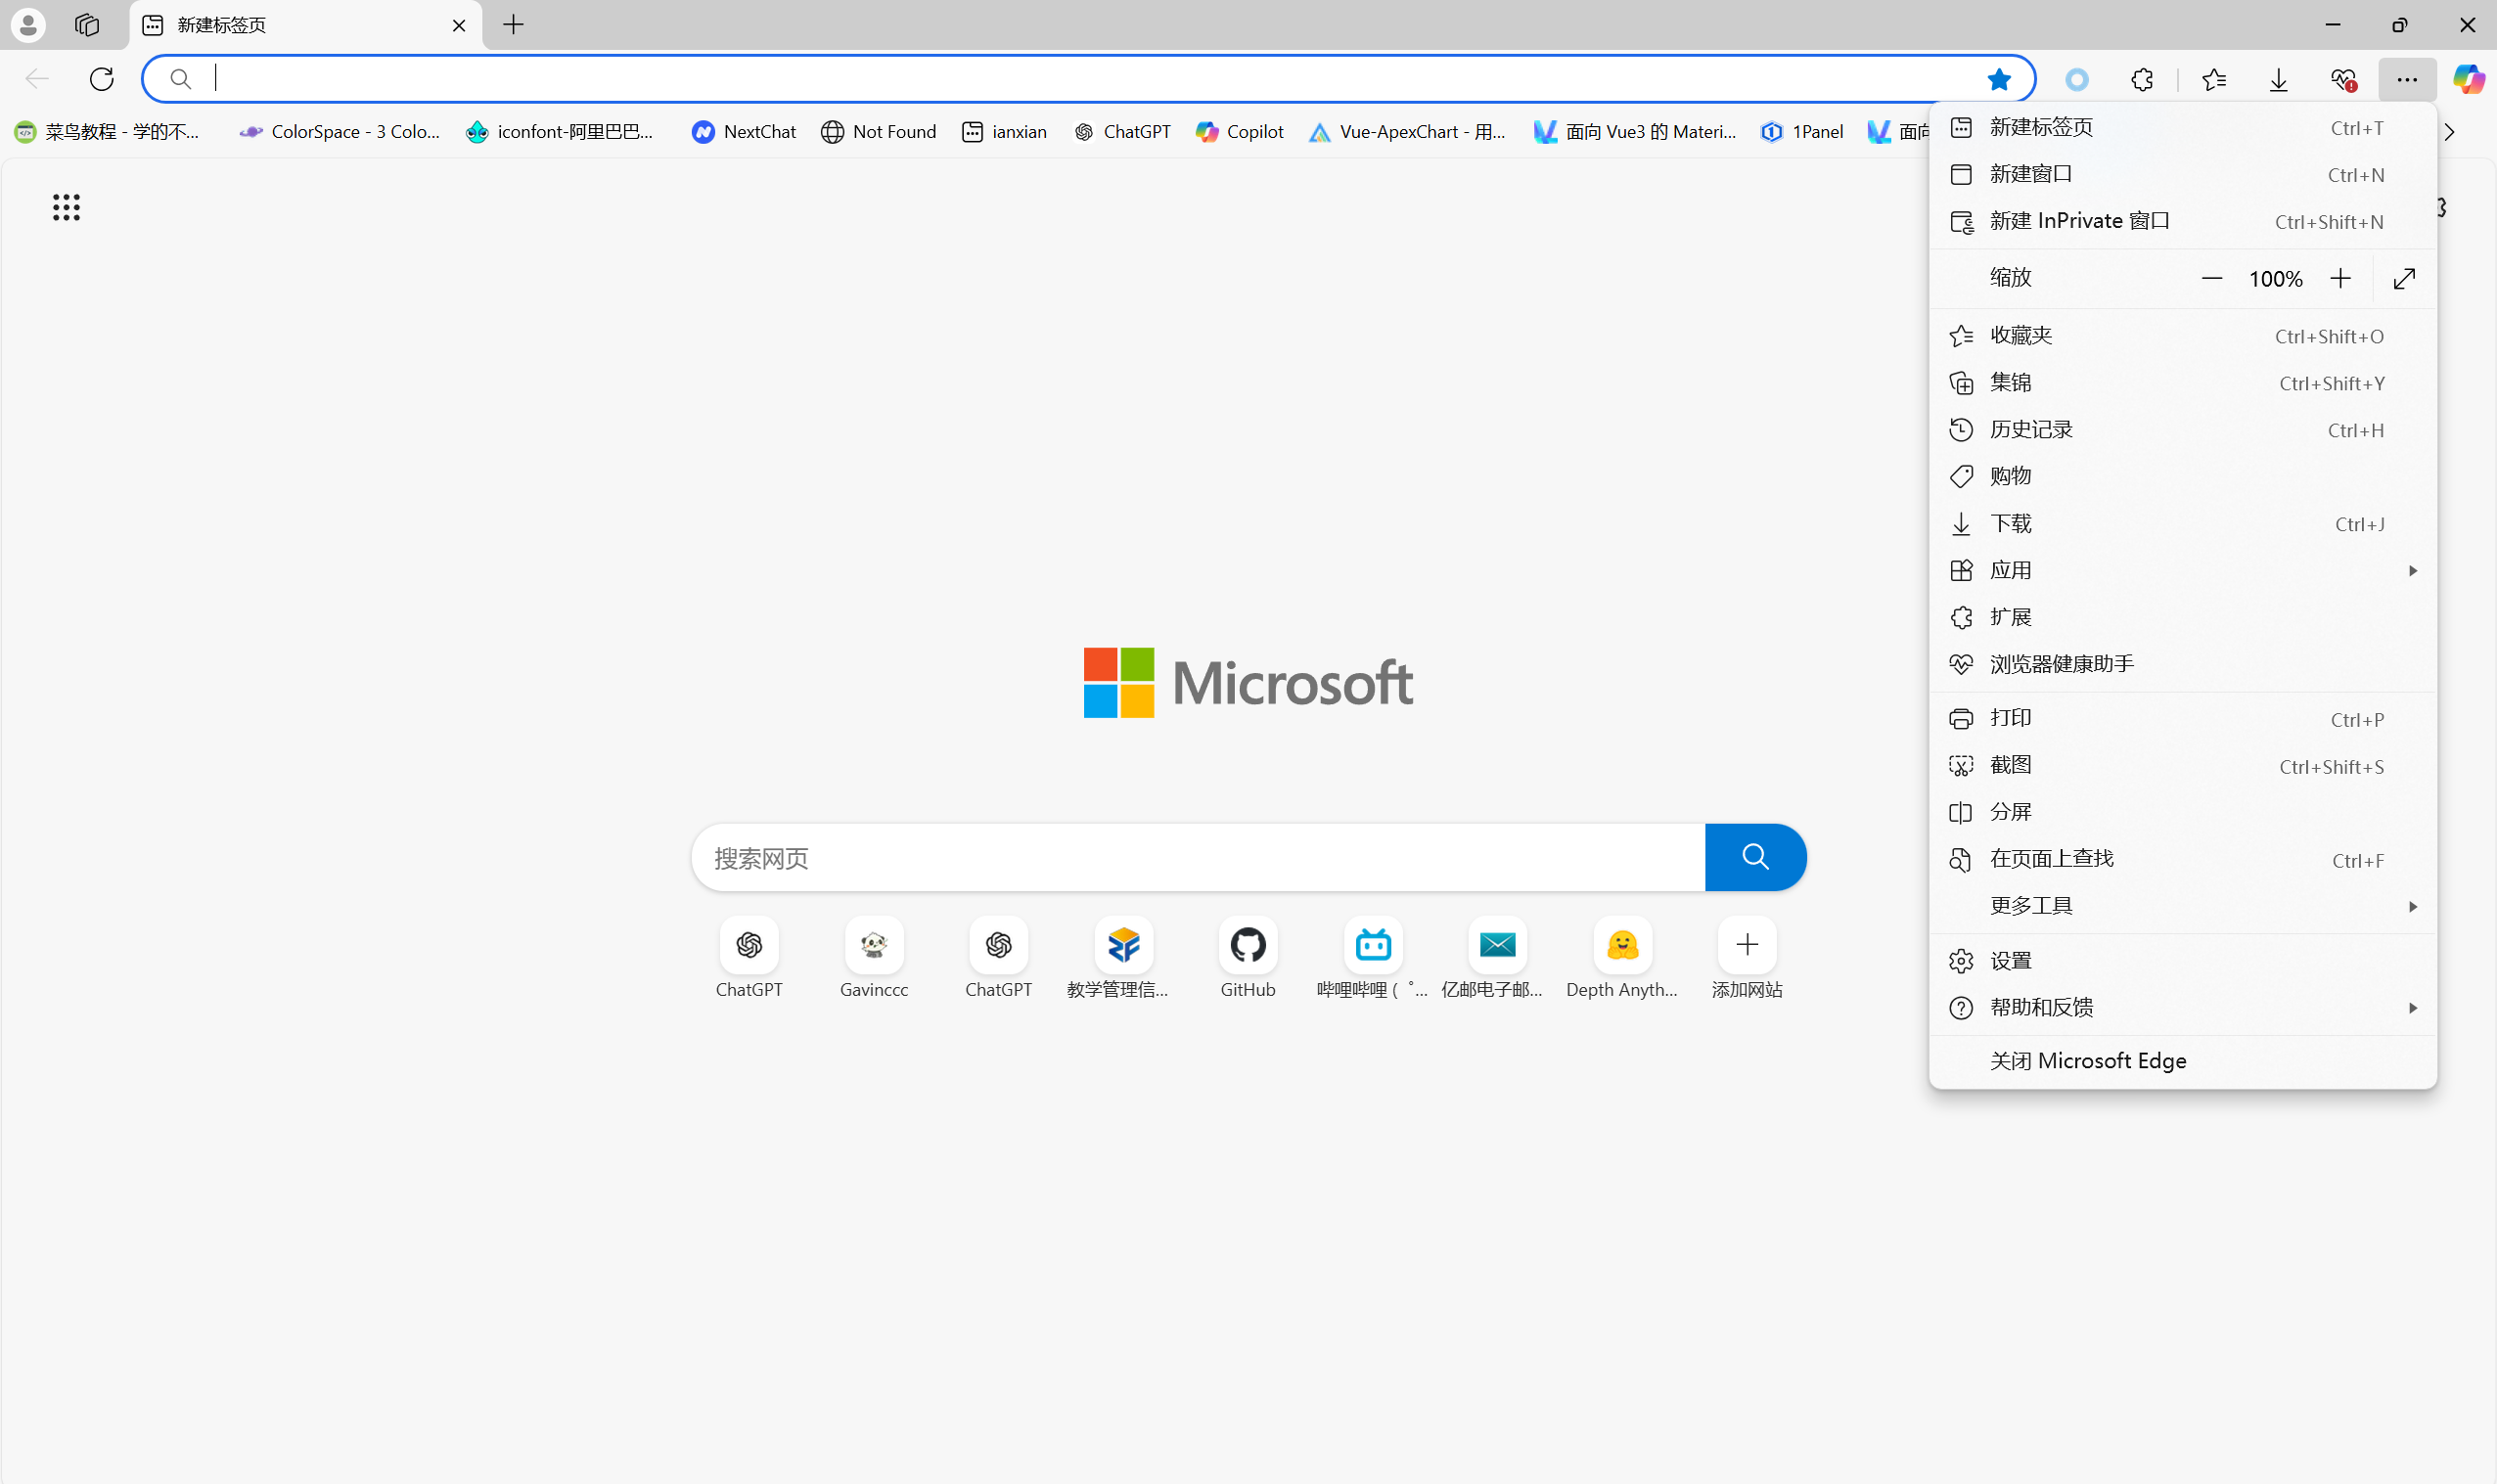 新建标签页
菜鸟教程 - 学的不...
ColorSpace - 3 Colo...
iconfont-阿里巴巴...
NextChat
Not Found
ianxian
ChatGPT
Copilot
Vue-ApexChart - 用...
面向 Vue3 的 Materi...
1Panel
面向
新建标签页 Ctrl+T
新建窗口 Ctrl+N
新建 InPrivate 窗口 Ctrl+Shift+N
缩放 100%
收藏夹 Ctrl+Shift+O
集锦 Ctrl+Shift+Y
历史记录 Ctrl+H
购物
下载 Ctrl+J
应用
扩展
浏览器健康助手
打印 Ctrl+P
截图 Ctrl+Shift+S
分屏
在页面上查找 Ctrl+F
更多工具
设置
帮助和反馈
关闭 Microsoft Edge
Microsoft
搜索网页
ChatGPT
Gavinccc
ChatGPT
教学管理信...
GitHub
哔哩哔哩 ( ゜...
亿邮电子邮...
Depth Anyth...
添加网站